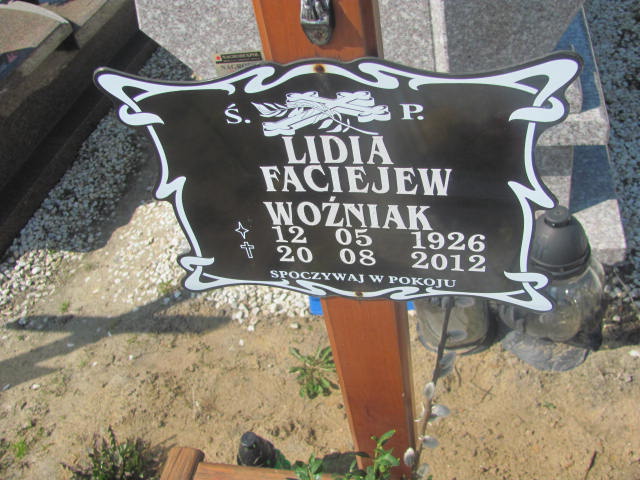 Ś. P.
LIDIA
FACIEJEW
WOŹNIAK
12 05 1926
20 08 2012
SPOCZYWAJ W POKOJU